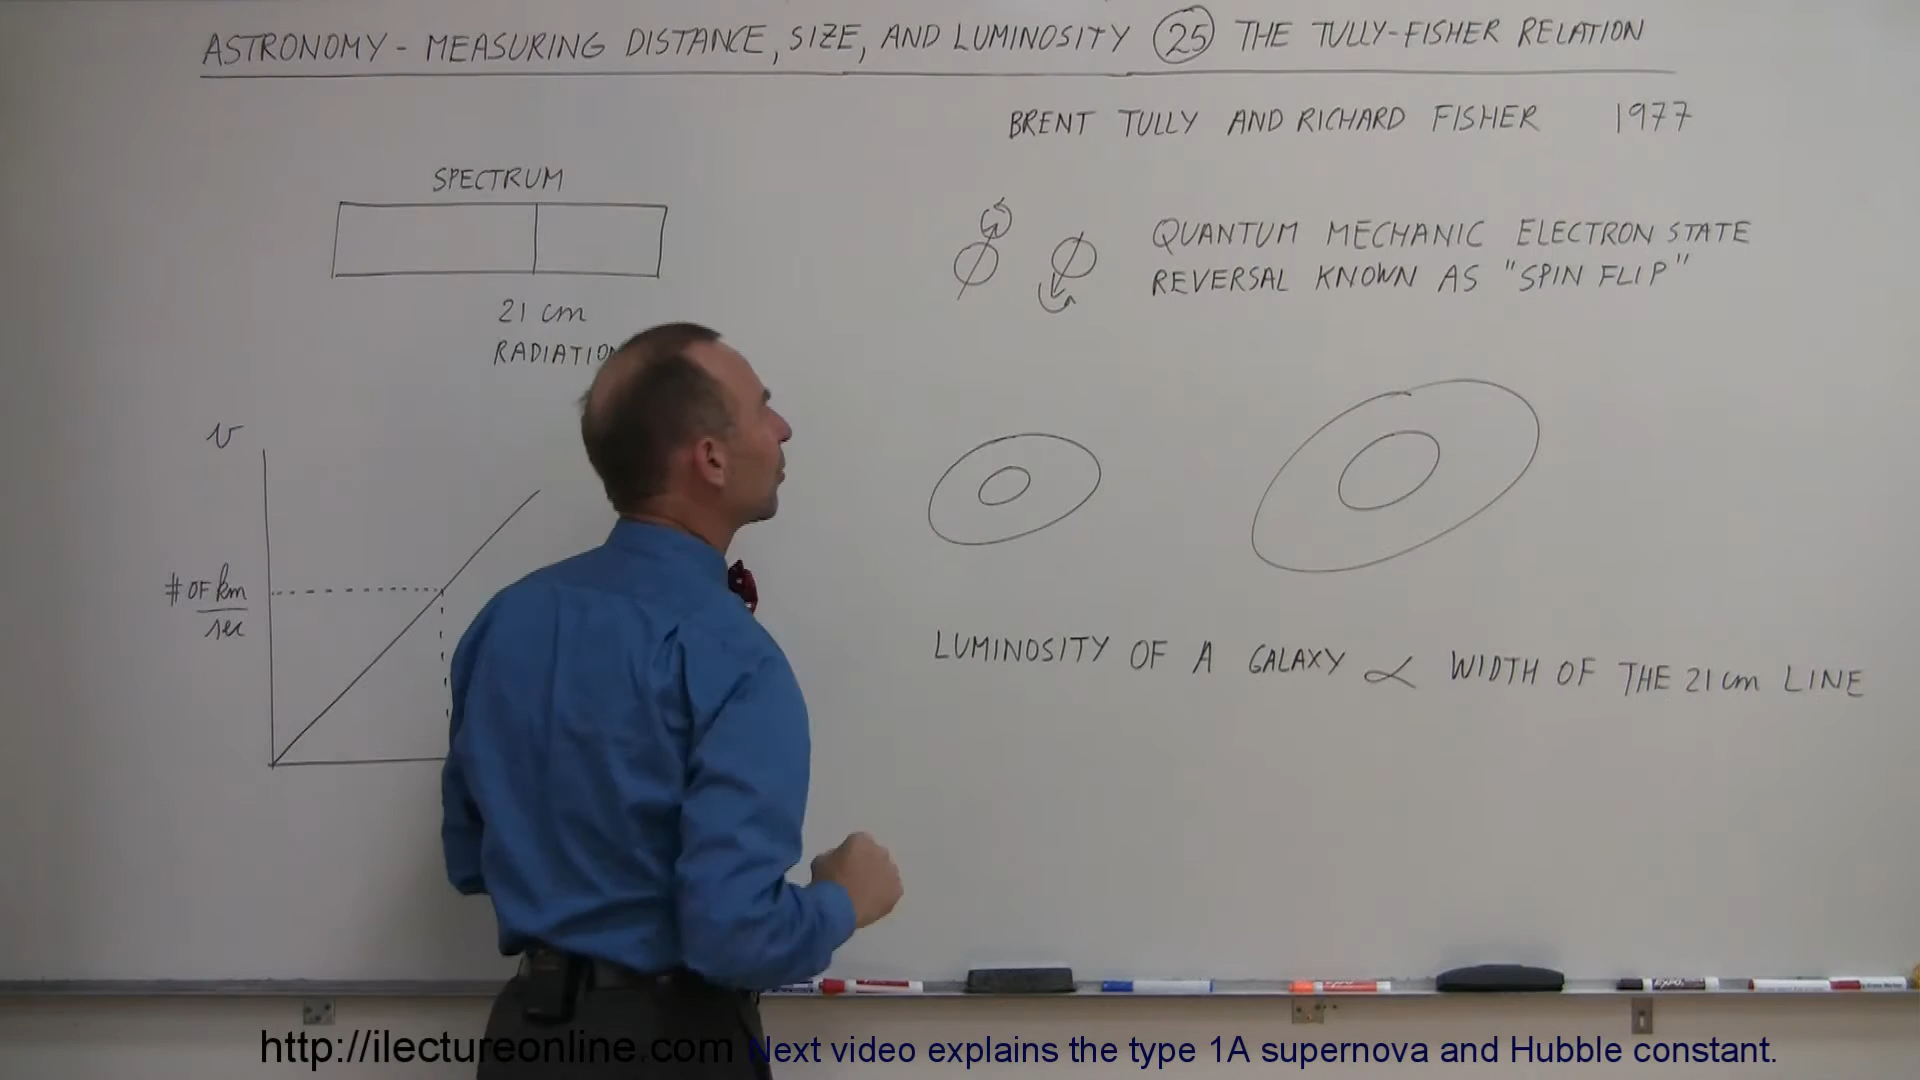 ASTRONOMY - MEASURING DISTANCE, SIZE, AND LUMINOSITY 25 THE TULLY-FISHER RELATION
BRENT TULLY AND RICHARD FISHER 1977
SPECTRUM
QUANTUM MECHANIC ELECTRON STATE
REVERSAL KNOWN AS "SPIN FLIP"
21 cm
RADIATION
v
# OF km
sec
LUMINOSITY OF A GALAXY ∝ WIDTH OF THE 21 cm LINE
EXPO
http://ilectureonline.com Next video explains the type 1A supernova and Hubble constant.